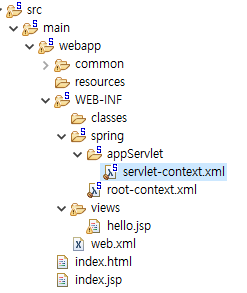 src
main
webapp
common
resources
WEB-INF
classes
spring
appServlet
servlet-context.xml
root-context.xml
views
hello.jsp
web.xml
index.html
index.jsp